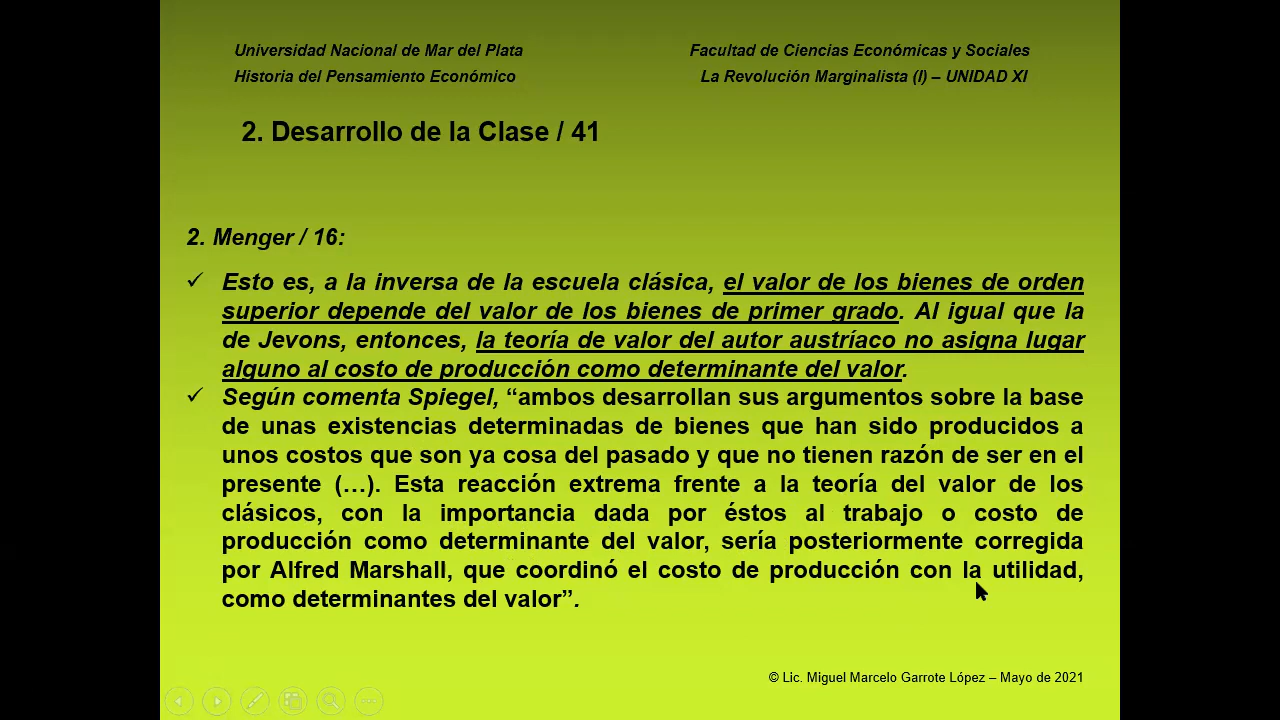 Universidad Nacional de Mar del Plata
Facultad de Ciencias Económicas y Sociales
Historia del Pensamiento Económico
La Revolución Marginalista (I) – UNIDAD XI
2. Desarrollo de la Clase / 41
2. Menger / 16:
✓ Esto es, a la inversa de la escuela clásica, el valor de los bienes de orden
superior depende del valor de los bienes de primer grado. Al igual que la
de Jevons, entonces, la teoría de valor del autor austríaco no asigna lugar
alguno al costo de producción como determinante del valor.
✓ Según comenta Spiegel, “ambos desarrollan sus argumentos sobre la base
de unas existencias determinadas de bienes que han sido producidos a
unos costos que son ya cosa del pasado y que no tienen razón de ser en el
presente (…). Esta reacción extrema frente a la teoría del valor de los
clásicos, con la importancia dada por éstos al trabajo o costo de
producción como determinante del valor, sería posteriormente corregida
por Alfred Marshall, que coordinó el costo de producción con la utilidad,
como determinantes del valor”.
© Lic. Miguel Marcelo Garrote López – Mayo de 2021